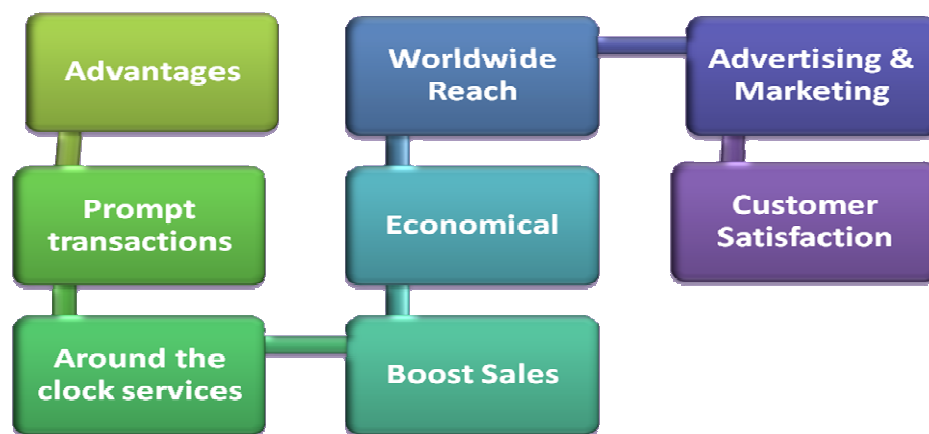 Advantages
Prompt
transactions
Around the
clock services
Boost Sales
Economical
Worldwide
Reach
Advertising &
Marketing
Customer
Satisfaction